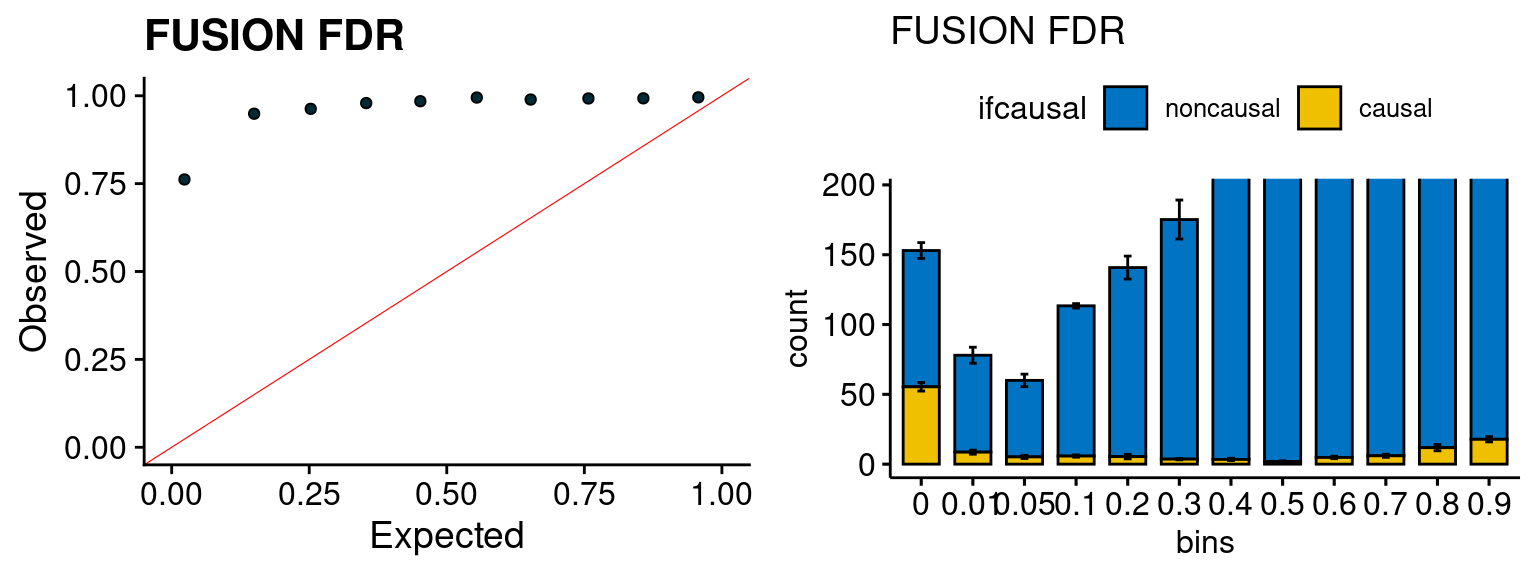 FUSION FDR
Observed
1.00
0.75
0.50
0.25
0.00
0.00 0.25 0.50 0.75 1.00
Expected
FUSION FDR
ifcausal noncausal causal
count
200
150
100
50
0
0 0.01 0.05 0.1 0.2 0.3 0.4 0.5 0.6 0.7 0.8 0.9
bins